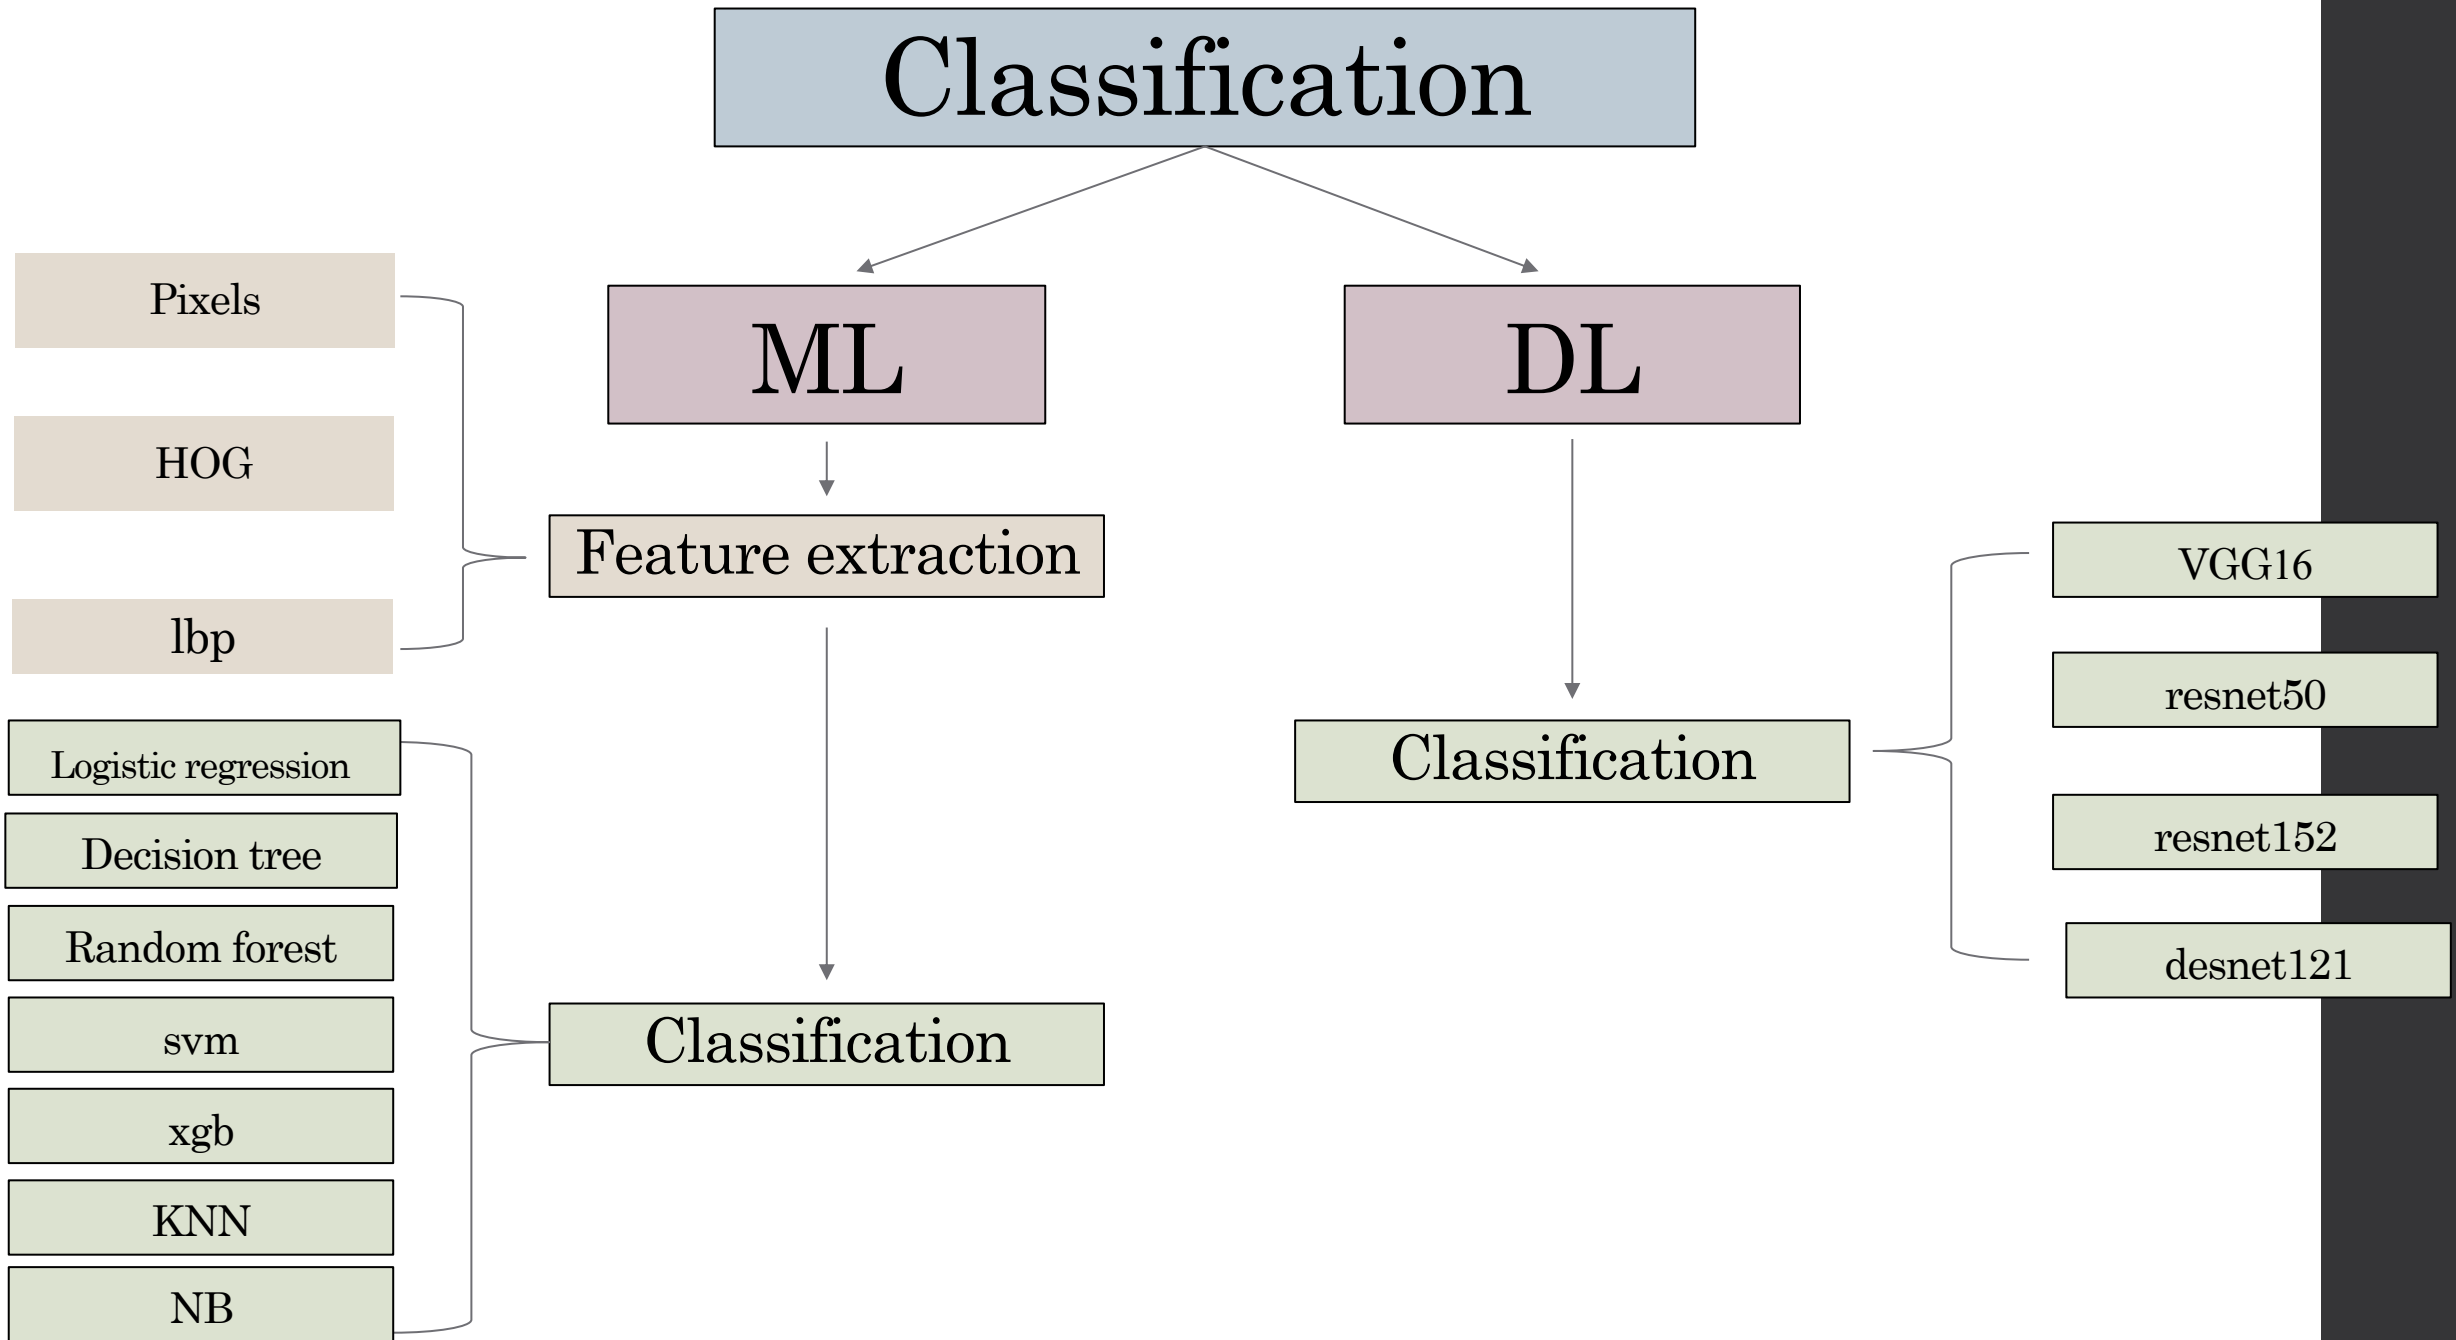 Classification
ML
DL
Pixels
HOG
lbp
Feature extraction
Logistic regression
Decision tree
Random forest
svm
xgb
KNN
NB
Classification
Classification
VGG16
resnet50
resnet152
desnet121